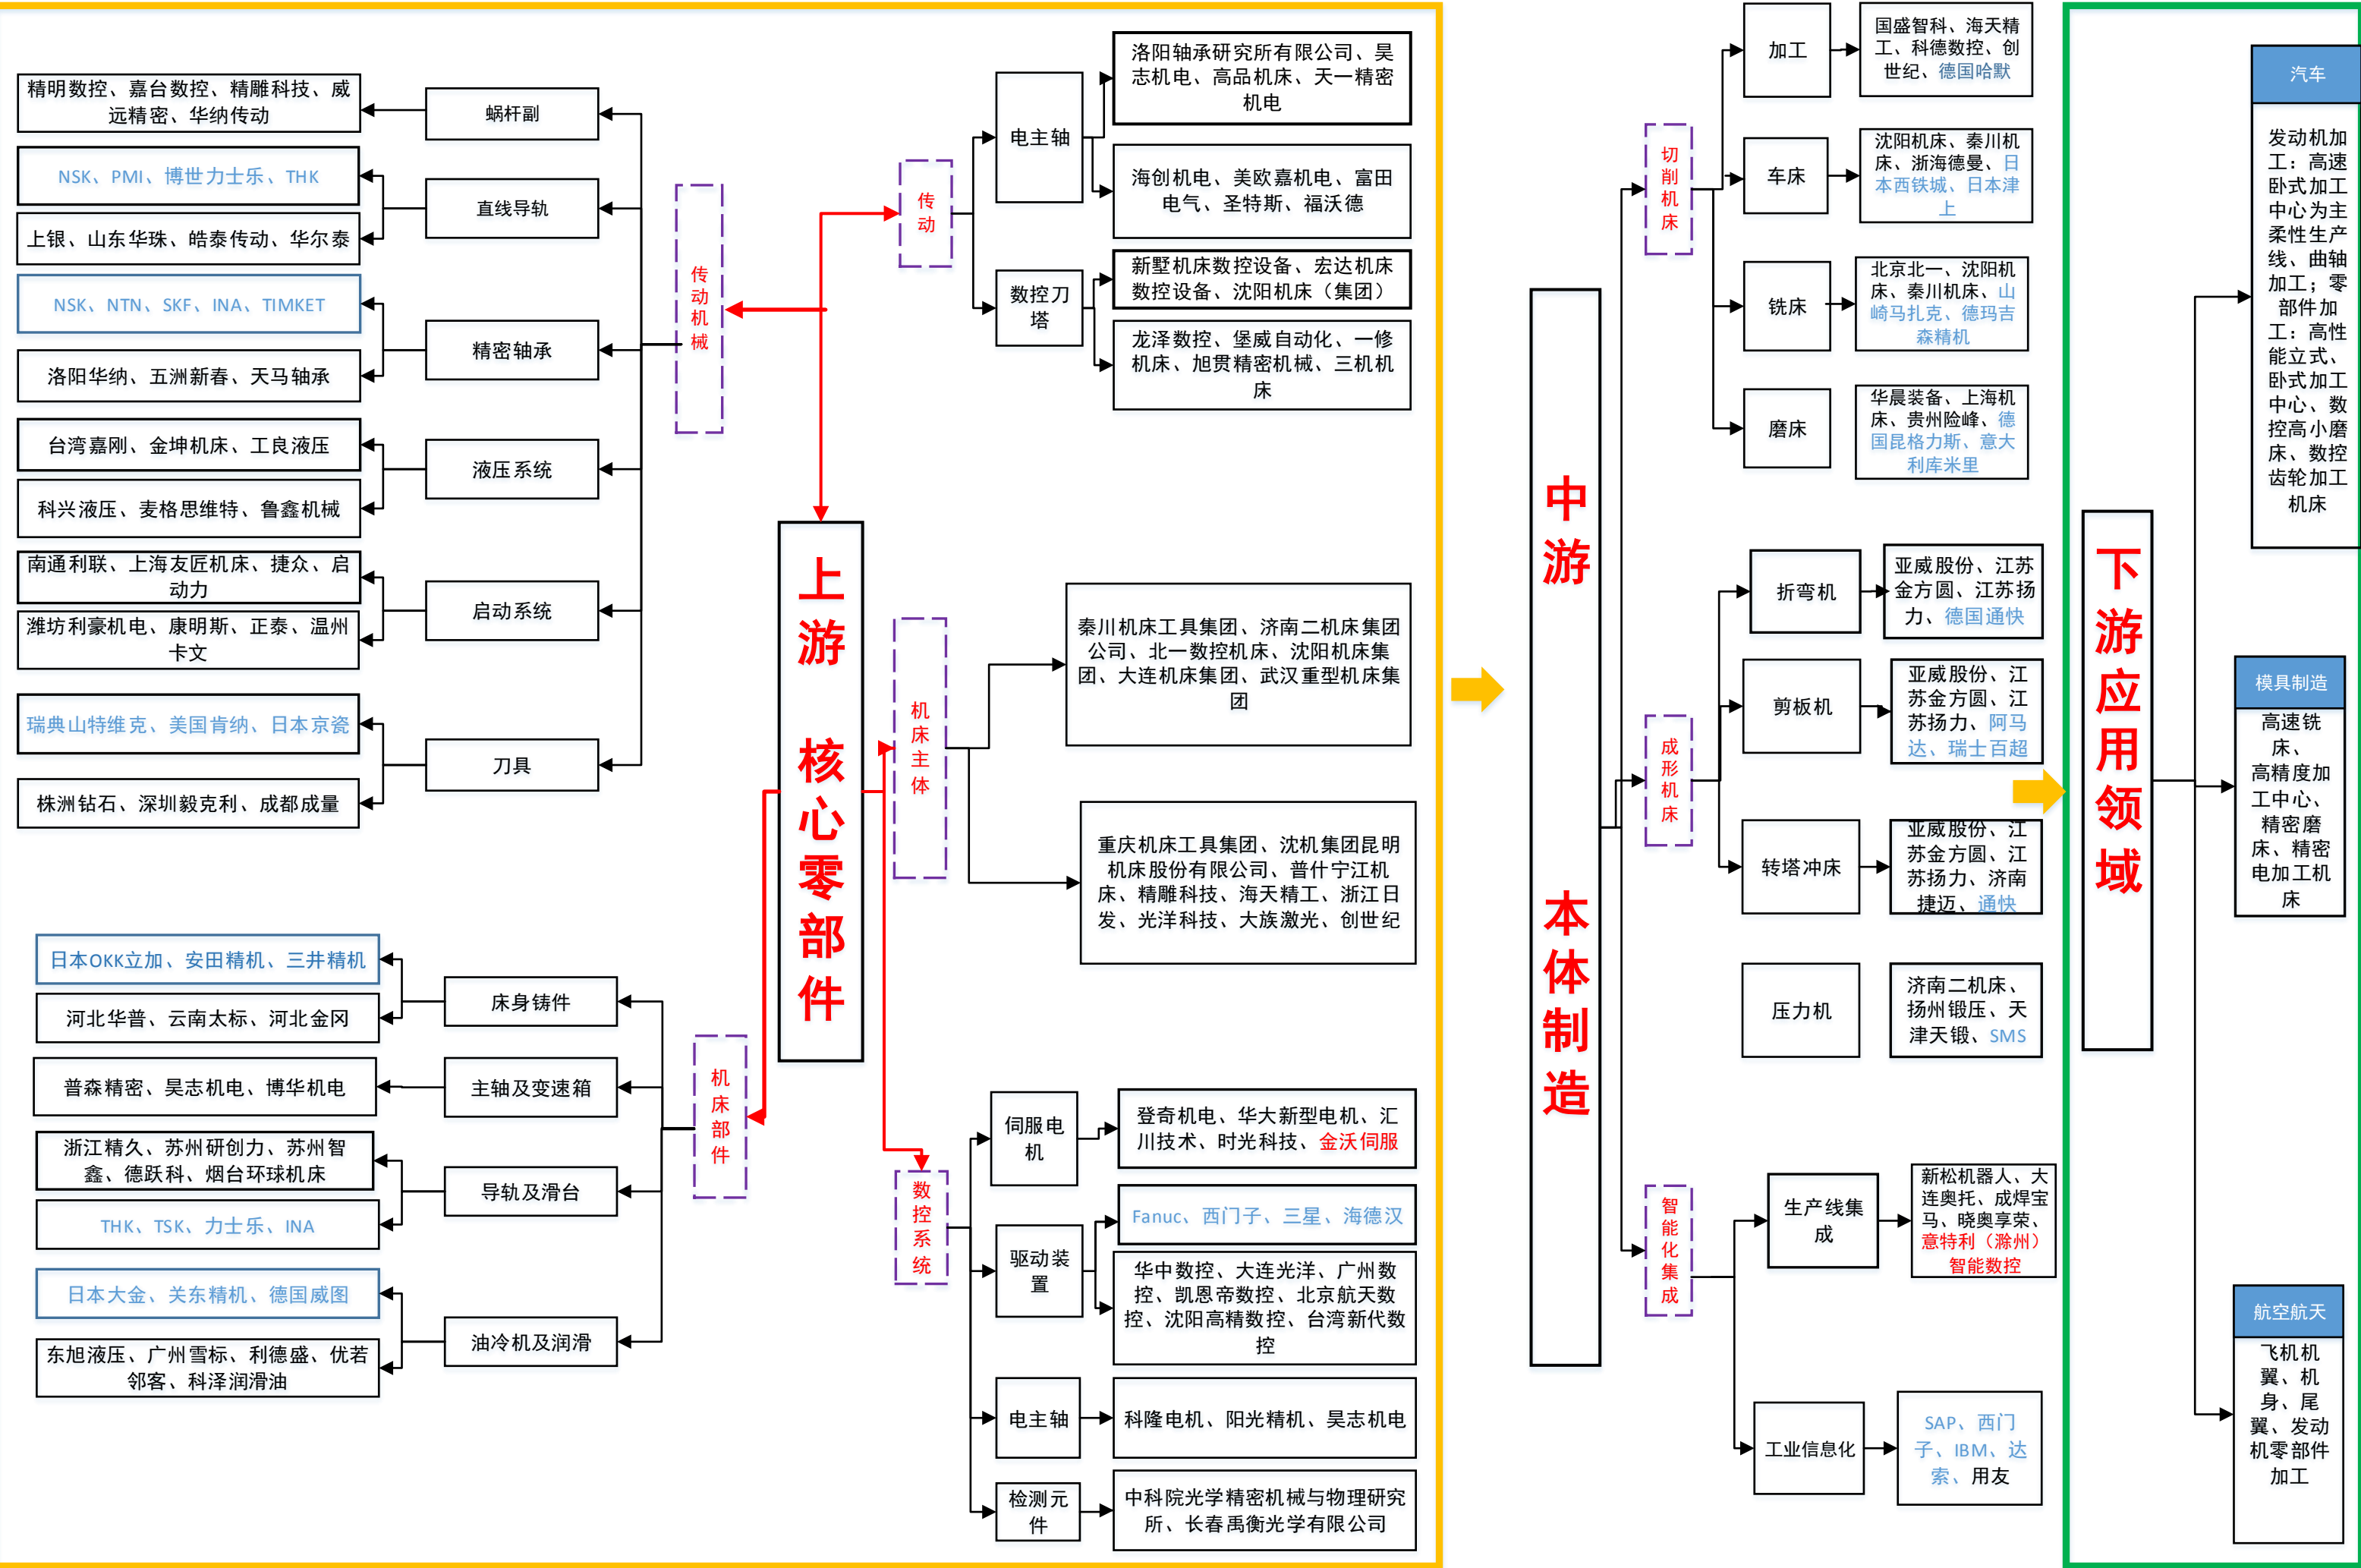 精明数控、嘉台数控、精雕科技、威
远精密、华纳传动
蜗杆副
NSK、PMI、博世力士乐、THK
上银、山东华珠、皓泰传动、华尔泰
直线导轨
NSK、NTN、SKF、INA、TIMKET
洛阳华纳、五洲新春、天马轴承
精密轴承
台湾嘉刚、金坤机床、工良液压
科兴液压、麦格思维特、鲁鑫机械
液压系统
南通利联、上海友匠机床、捷众、启
动力
潍坊利豪机电、康明斯、正泰、温州
卡文
启动系统
瑞典山特维克、美国肯纳、日本京瓷
株洲钻石、深圳毅克利、成都成量
刀具
传
动
机
械
日本OKK立加、安田精机、三井精机
河北华普、云南太标、河北金冈
床身铸件
普森精密、昊志机电、博华机电
主轴及变速箱
浙江精久、苏州研创力、苏州智
鑫、德跃科、烟台环球机床
THK、TSK、力士乐、INA
导轨及滑台
日本大金、关东精机、德国威图
东旭液压、广州雪标、利德盛、优若
邻客、科泽润滑油
油冷机及润滑
机
床
部
件
上
游
核
心
零
部
件
传
动
电主轴
洛阳轴承研究所有限公司、昊
志机电、高品机床、天一精密
机电
海创机电、美欧嘉机电、富田
电气、圣特斯、福沃德
数控刀
塔
新墅机床数控设备、宏达机床
数控设备、沈阳机床（集团）
龙泽数控、堡威自动化、一修
机床、旭贯精密机械、三机机
床
机
床
主
体
秦川机床工具集团、济南二机床集团
公司、北一数控机床、沈阳机床集
团、大连机床集团、武汉重型机床集
团
重庆机床工具集团、沈机集团昆明
机床股份有限公司、普什宁江机
床、精雕科技、海天精工、浙江日
发、光洋科技、大族激光、创世纪
数
控
系
统
伺服电
机
登奇机电、华大新型电机、汇
川技术、时光科技、金沃伺服
驱动装
置
Fanuc、西门子、三星、海德汉
华中数控、大连光洋、广州数
控、凯恩帝数控、北京航天数
控、沈阳高精数控、台湾新代数
控
电主轴
科隆电机、阳光精机、昊志机电
检测元
件
中科院光学精密机械与物理研究
所、长春禹衡光学有限公司
中
游
本
体
制
造
切
削
机
床
加工
国盛智科、海天精
工、科德数控、创
世纪、德国哈默
车床
沈阳机床、秦川机
床、浙海德曼、日
本西铁城、日本津
上
铣床
北京北一、沈阳机
床、秦川机床、山
崎马扎克、德玛吉
森精机
磨床
华晨装备、上海机
床、贵州险峰、德
国昆格力斯、意大
利库米里
成
形
机
床
折弯机
亚威股份、江苏
金方圆、江苏扬
力、德国通快
剪板机
亚威股份、江
苏金方圆、江
苏扬力、阿马
达、瑞士百超
转塔冲床
亚威股份、江
苏金方圆、江
苏扬力、济南
捷迈、通快
压力机
济南二机床、
扬州锻压、天
津天锻、SMS
智
能
化
集
成
生产线集
成
新松机器人、大
连奥托、成焊宝
马、晓奥享荣、
意特利（滁州）
智能数控
工业信息化
SAP、西门
子、IBM、达
索、用友
下
游
应
用
领
域
汽车
发动机加
工：高速
卧式加工
中心为主
柔性生产
线、曲轴
加工；零
部件加
工：高性
能立式、
卧式加工
中心、数
控高小磨
床、数控
齿轮加工
机床
模具制造
高速铣
床、
高精度加
工中心、
精密磨
床、精密
电加工机
床
航空航天
飞机机
翼、机
身、尾
翼、发动
机零部件
加工